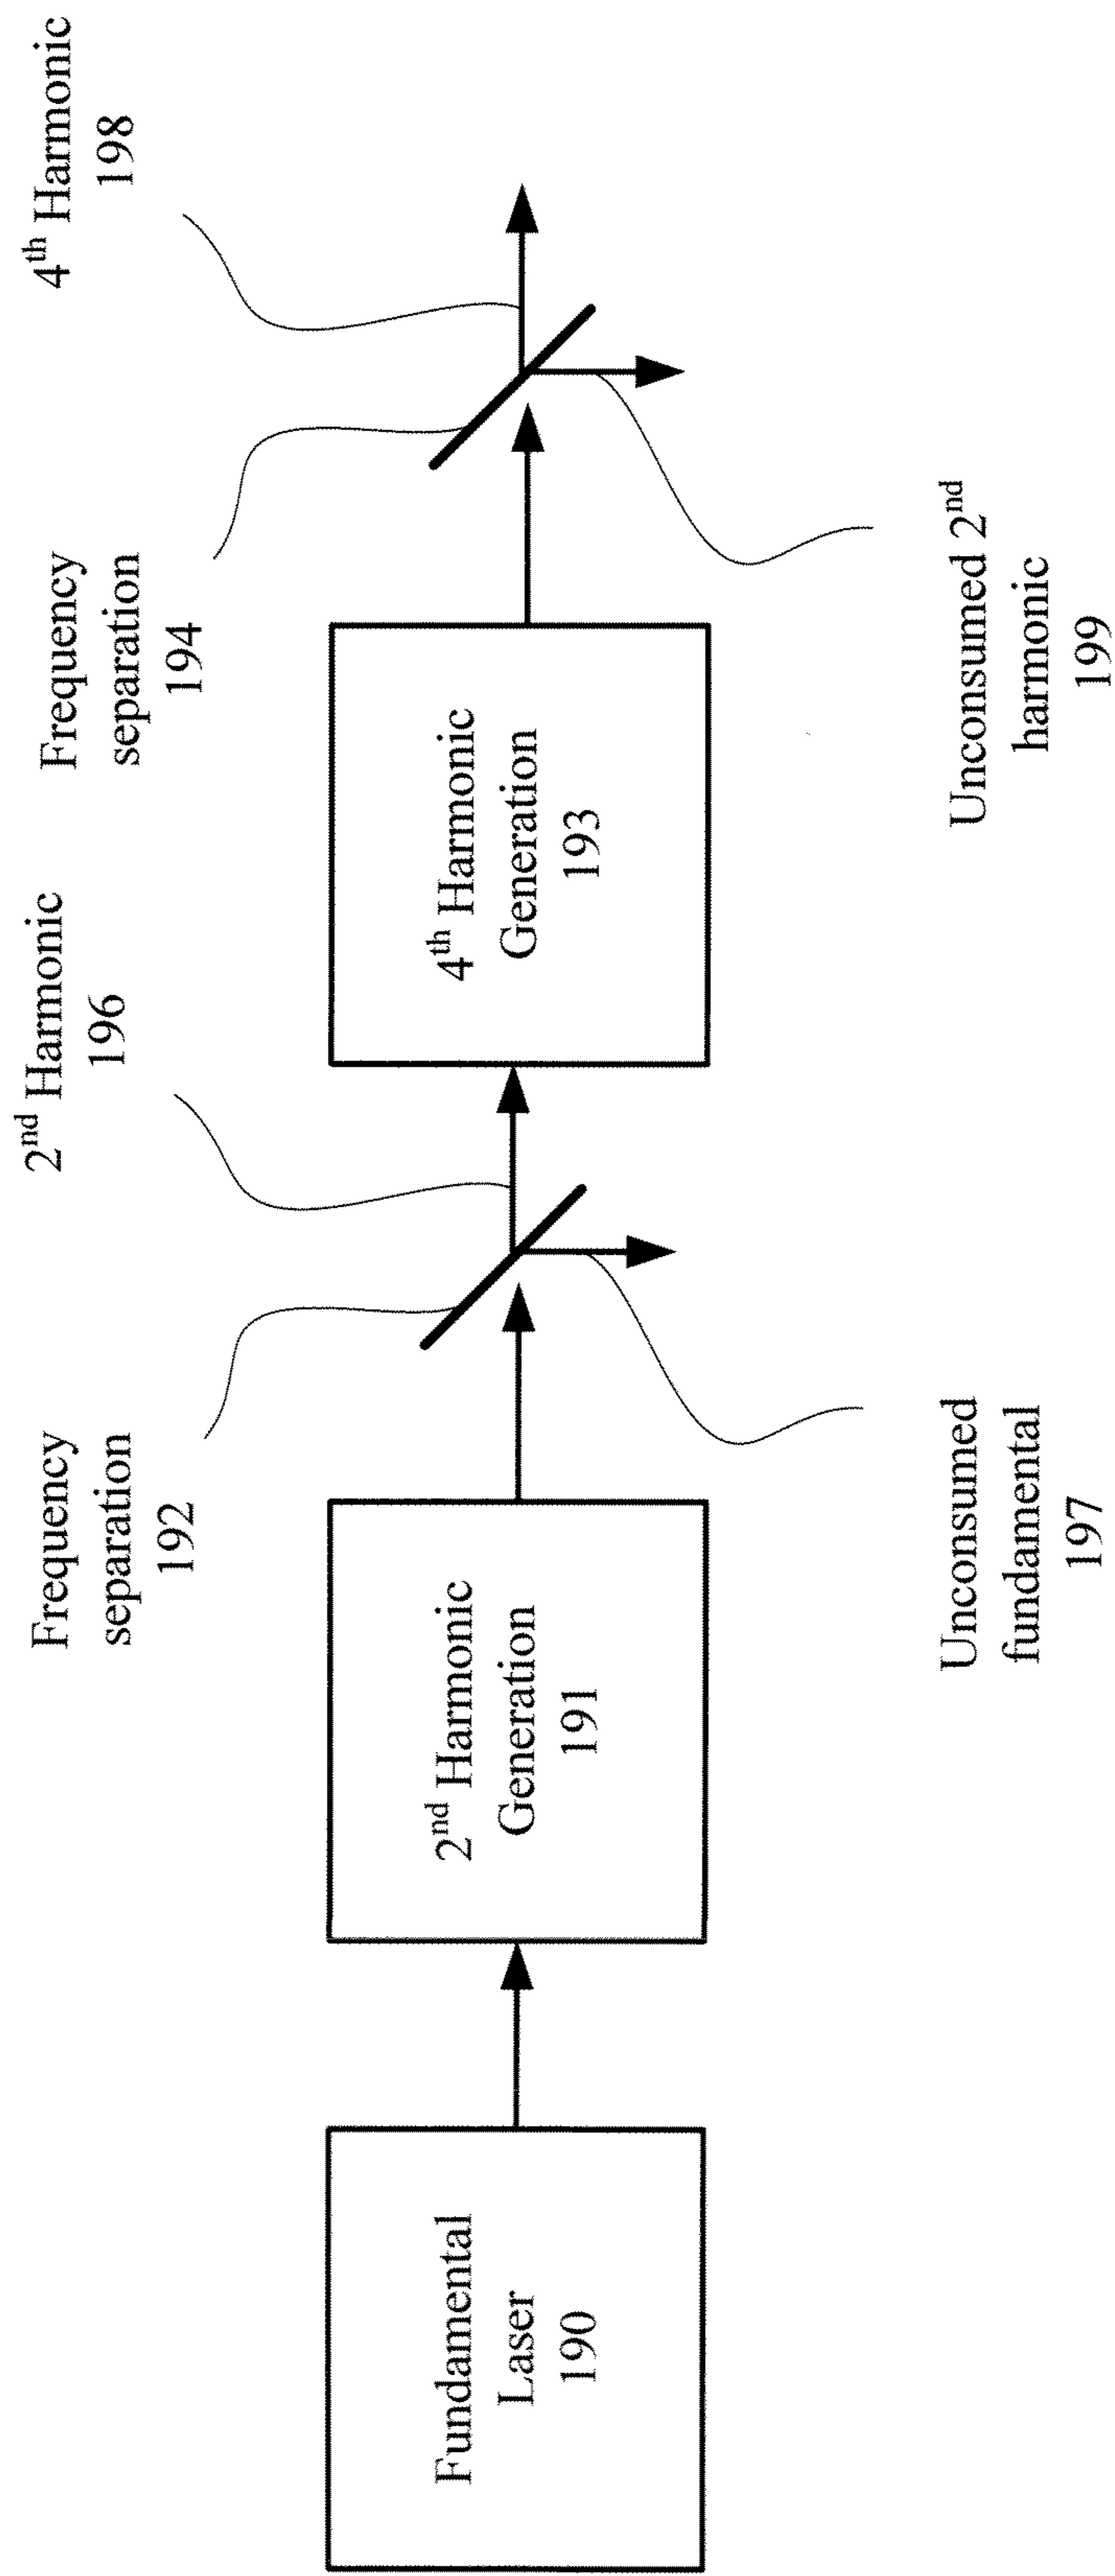 Fundamental
Laser
190
2nd Harmonic
Generation
191
Frequency
separation
192
2nd Harmonic
196
Unconsumed
fundamental
197
4th Harmonic
Generation
193
Frequency
separation
194
4th Harmonic
198
Unconsumed 2nd
harmonic
199